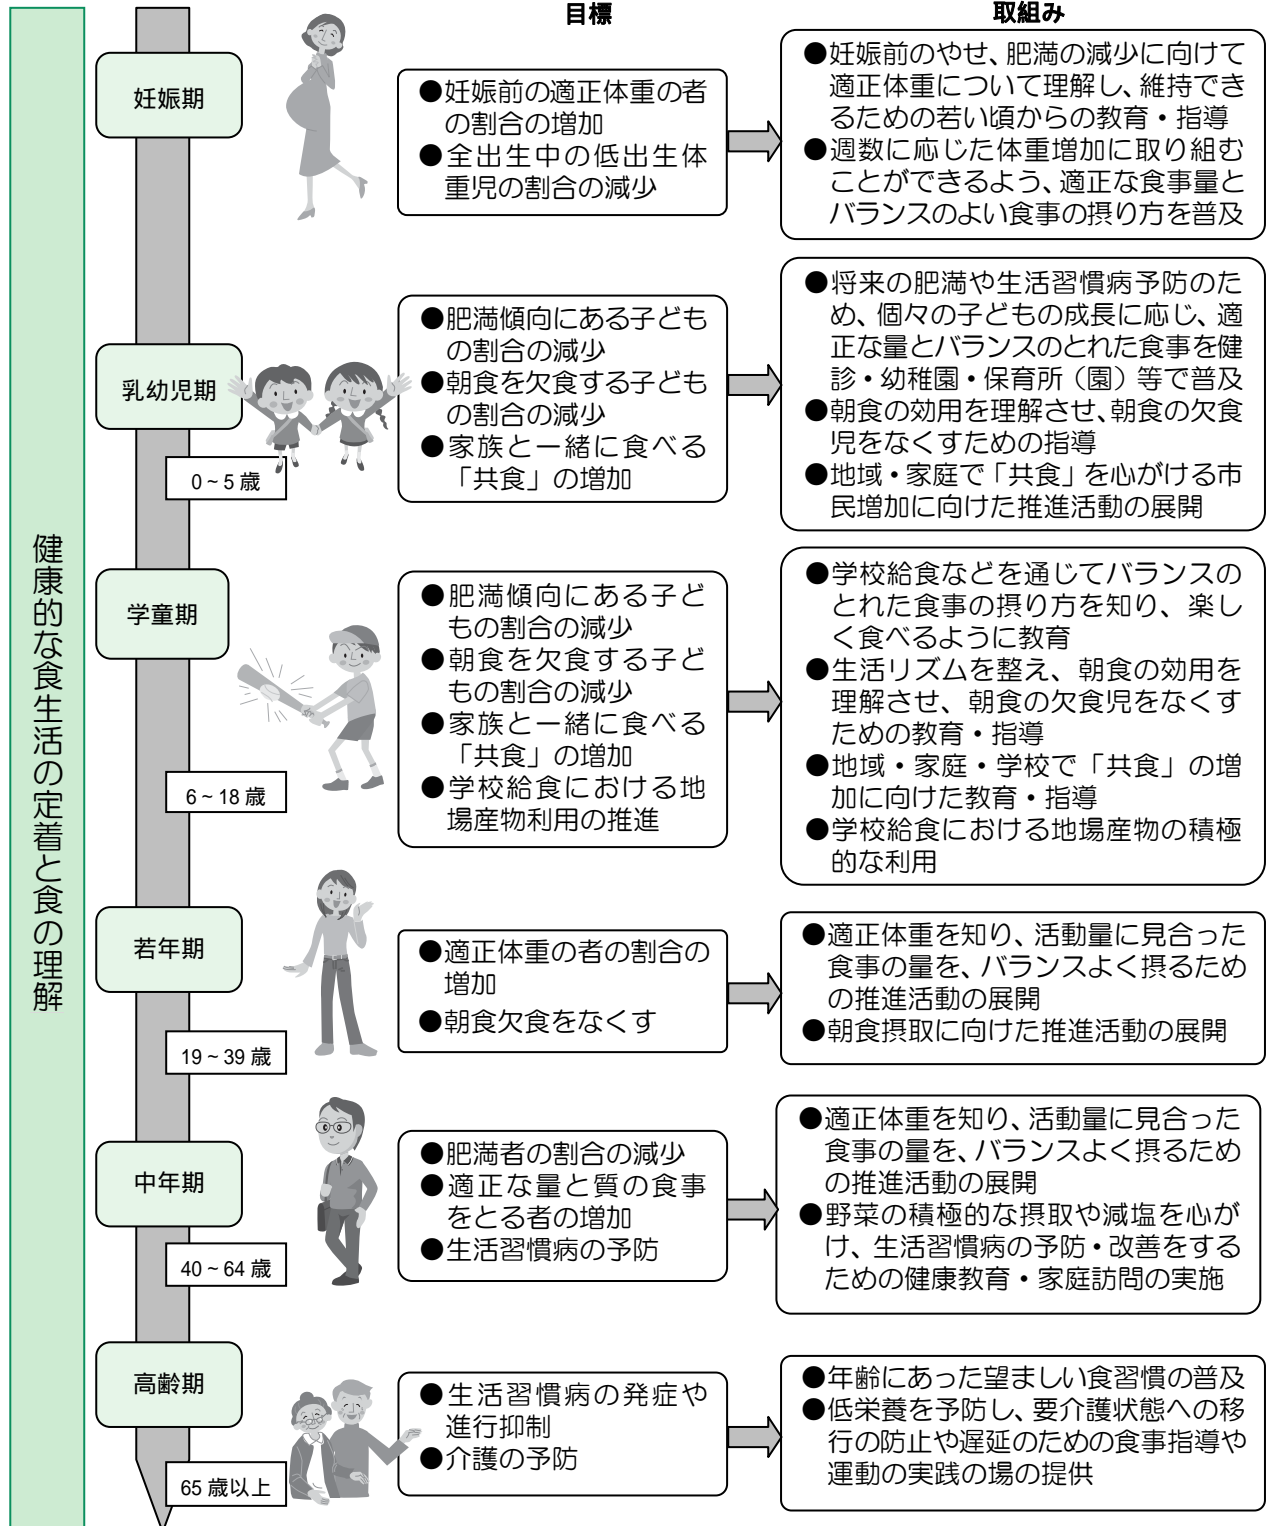 目標
取組み
健康的な食生活の定着と食の理解
妊娠期
●妊娠前の適正体重の者
の割合の増加
●全出生中の低出生体
重児の割合の減少
●妊娠前のやせ、肥満の減少に向けて
適正体重について理解し、維持でき
るための若い頃からの教育・指導
●週数に応じた体重増加に取り組む
ことができるよう、適正な食事量と
バランスのよい食事の摂り方を普及
乳幼児期
0~5歳
●肥満傾向にある子ども
の割合の減少
●朝食を欠食する子ども
の割合の減少
●家族と一緒に食べる
「共食」の増加
●将来の肥満や生活習慣病予防のた
め、個々の子どもの成長に応じ、適
正な量とバランスのとれた食事を健
診・幼稚園・保育所（園）等で普及
●朝食の効用を理解させ、朝食の欠食
児をなくすための指導
●地域・家庭で「共食」を心がける市
民増加に向けた推進活動の展開
学童期
6~18歳
●肥満傾向にある子ど
もの割合の減少
●朝食を欠食する子ど
もの割合の減少
●家族と一緒に食べる
「共食」の増加
●学校給食における地
場産物利用の推進
●学校給食などを通じてバランスの
とれた食事の摂り方を知り、楽し
く食べるように教育
●生活リズムを整え、朝食の効用を
理解させ、朝食の欠食児をなくす
ための教育・指導
●地域・家庭・学校で「共食」の増
加に向けた教育・指導
●学校給食における地場産物の積極
的な利用
若年期
19~39歳
●適正体重の者の割合の
増加
●朝食欠食をなくす
●適正体重を知り、活動量に見合った
食事の量を、バランスよく摂るため
の推進活動の展開
●朝食摂取に向けた推進活動の展開
中年期
40~64歳
●肥満者の割合の減少
●適正な量と質の食事
をとる者の増加
●生活習慣病の予防
●適正体重を知り、活動量に見合った
食事の量を、バランスよく摂るため
の推進活動の展開
●野菜の積極的な摂取や減塩を心が
け、生活習慣病の予防・改善をする
ための健康教育・家庭訪問の実施
高齢期
65歳以上
●生活習慣病の発症や
進行抑制
●介護の予防
●年齢にあった望ましい食習慣の普及
●低栄養を予防し、要介護状態への移
行の防止や遅延のための食事指導や
運動の実践の場の提供